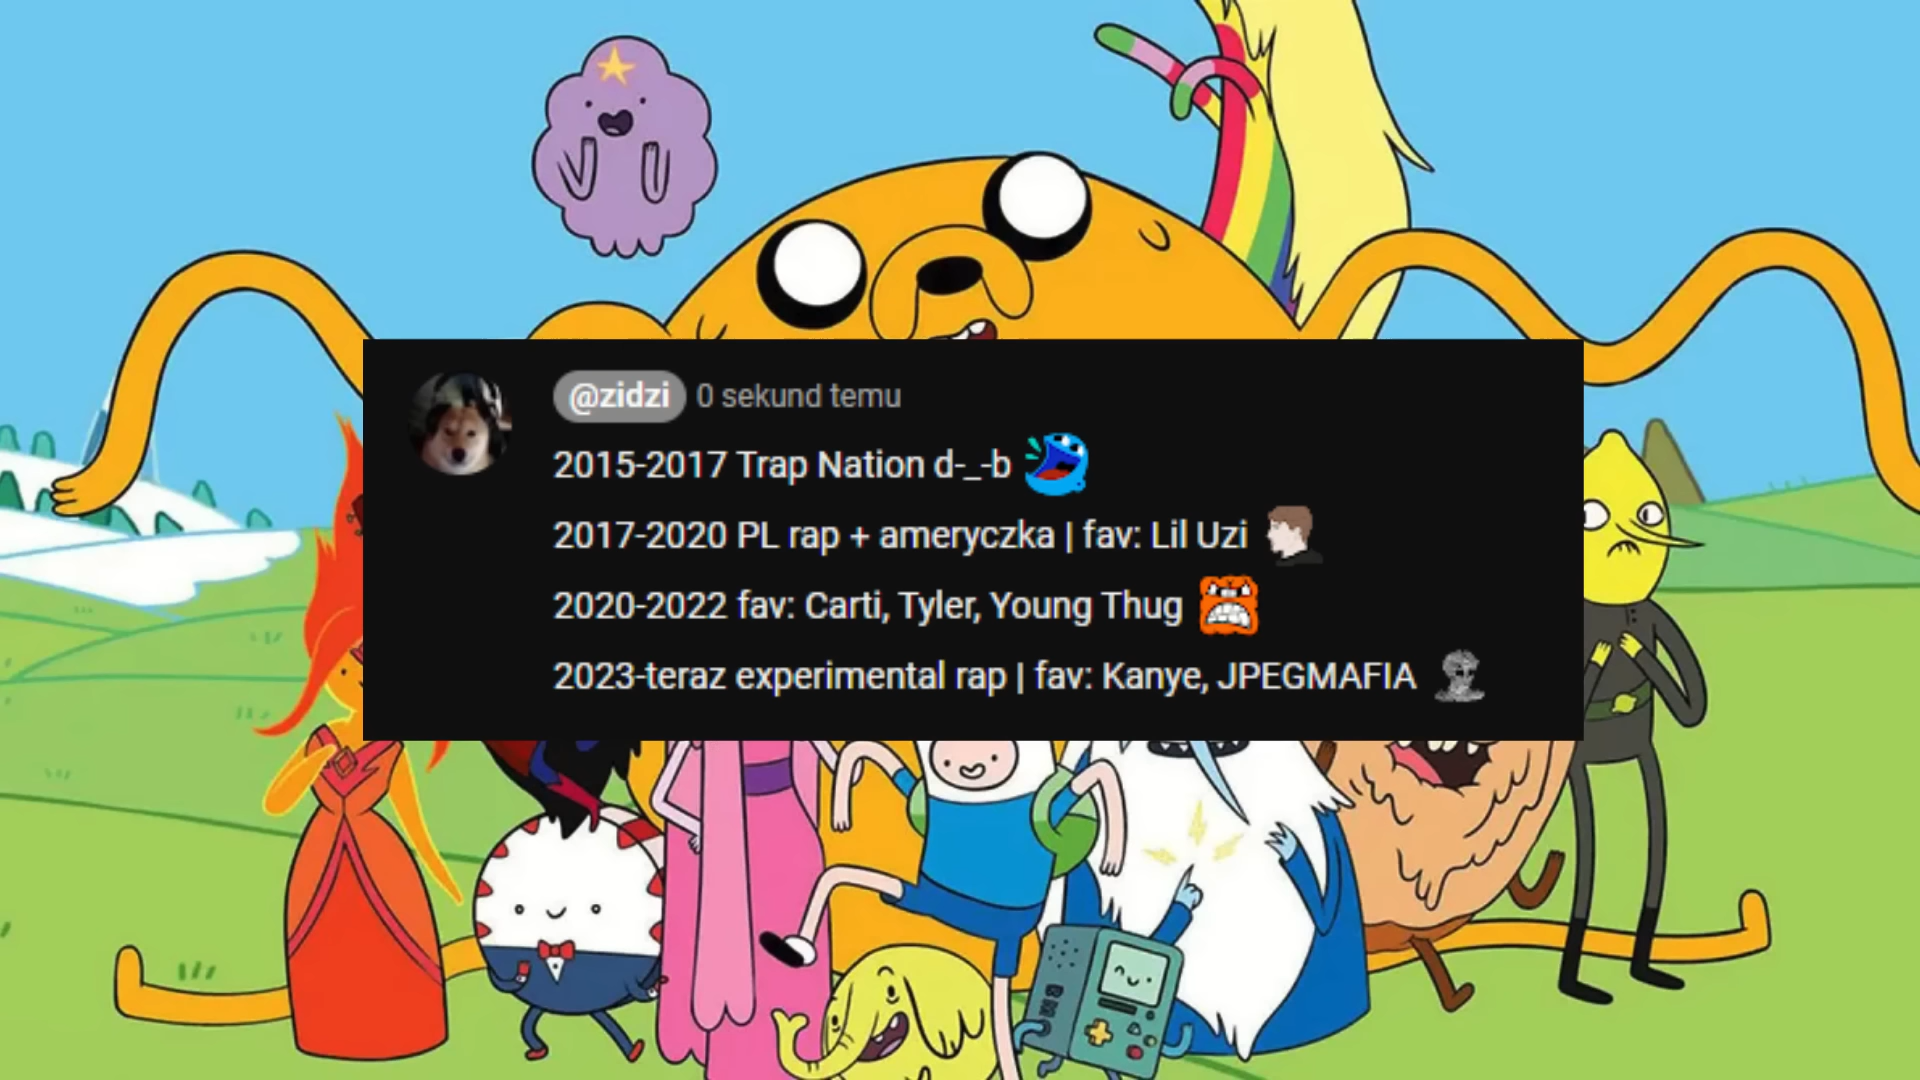 @zidzi 0 sekund temu
2015-2017 Trap Nation d-_-b
2017-2020 PL rap + ameryczka | fav: Lil Uzi
2020-2022 fav: Carti, Tyler, Young Thug
2023-teraz experimental rap | fav: Kanye, JPEGMAFIA